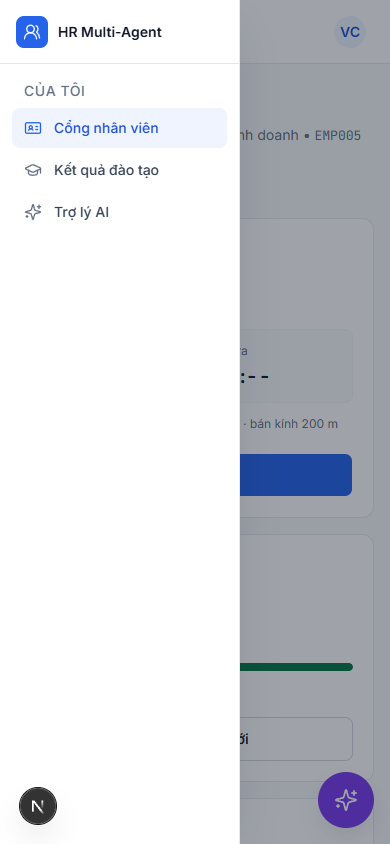 HR Multi-Agent
VC
CỦA TÔI
Cổng nhân viên
nh doanh • EMP005
Kết quả đào tạo
Trợ lý AI
ra
:--
· bán kính 200 m
ới
N